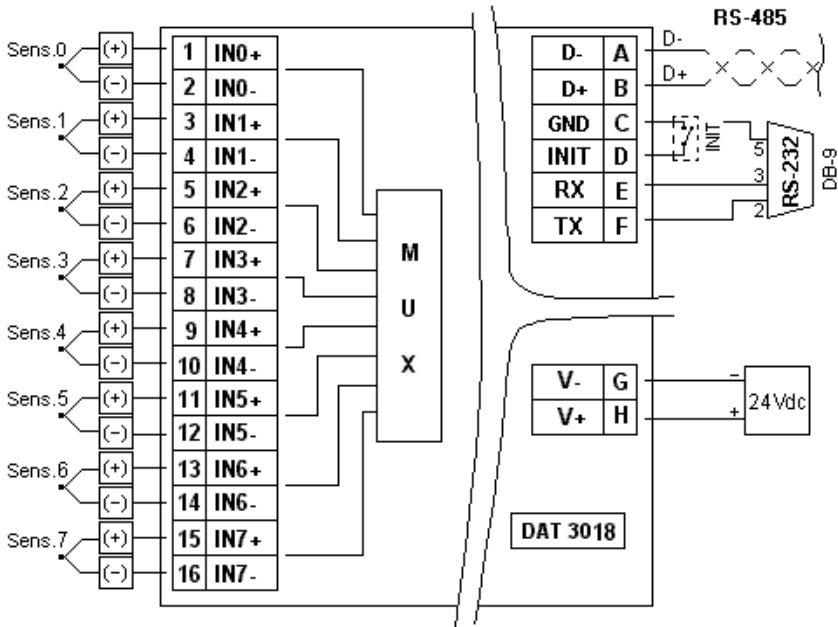 RS-485
Sens.0 (+) 1 IN0+ D- A D-
(-) 2 IN0- D+ B D+
Sens.1 (+) 3 IN1+ GND C
(-) 4 IN1- INIT D INIT 5
Sens.2 (+) 5 IN2+ RX E 3 RS-232 DB-9
(-) 6 IN2- TX F 2
Sens.3 (+) 7 IN3+ M
(-) 8 IN3- U
Sens.4 (+) 9 IN4+ X
(-) 10 IN4- V- G -
Sens.5 (+) 11 IN5+ V+ H + 24Vdc
(-) 12 IN5-
Sens.6 (+) 13 IN6+
(-) 14 IN6-
Sens.7 (+) 15 IN7+ DAT 3018
(-) 16 IN7-